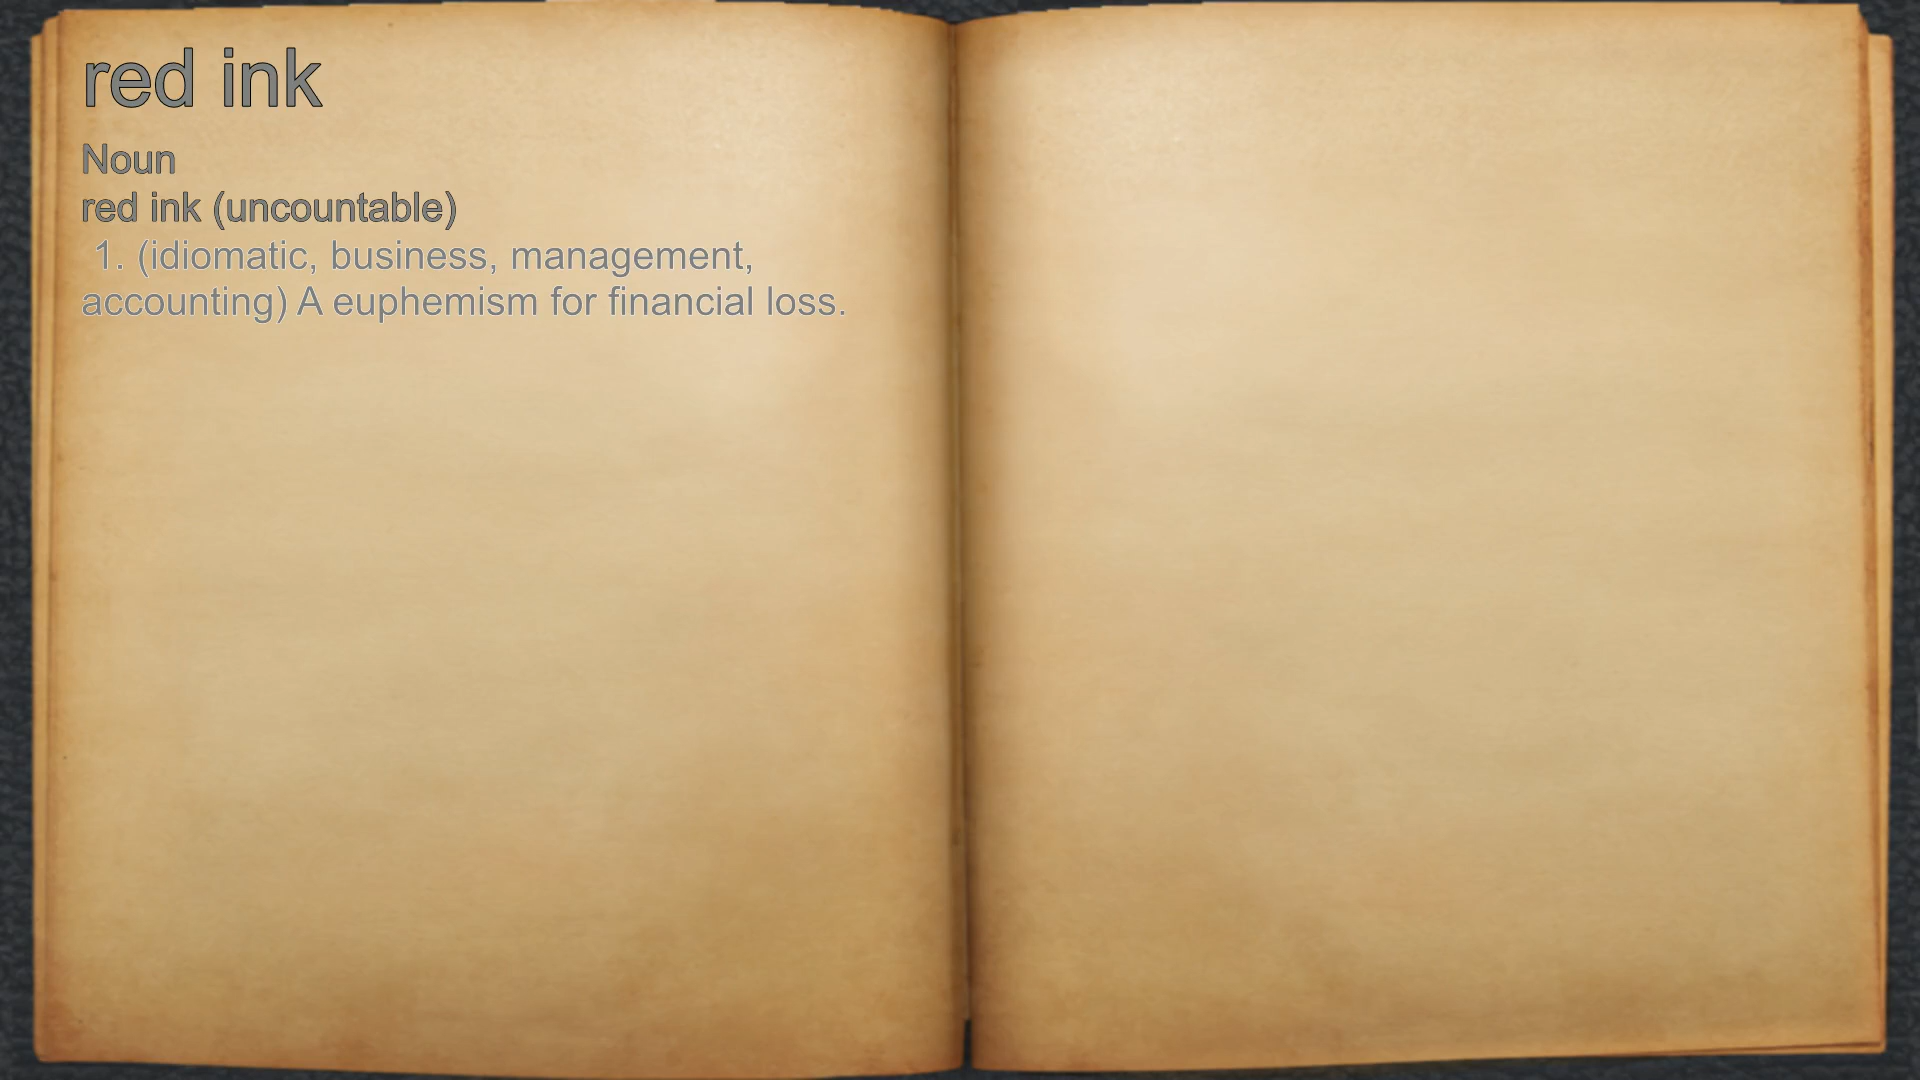 red ink
Noun
red ink (uncountable)
1. (idiomatic, business, management,
accounting) A euphemism for financial loss.